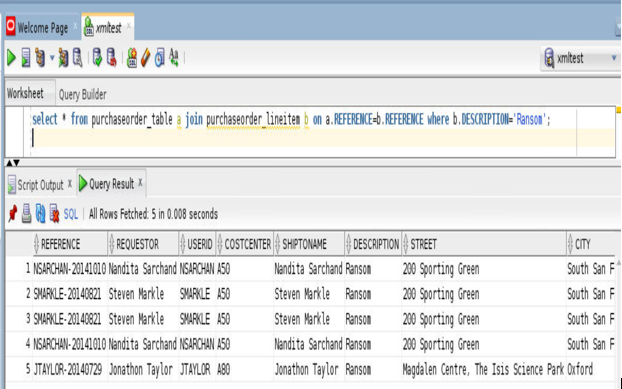 Welcome Page xmltest
xmltest
Worksheet Query Builder
select * from purchaseorder_table a join purchaseorder_lineitem b on a.REFERENCE=b.REFERENCE where b.DESCRIPTION='Ransom';
Script Output x Query Result x
SQL | All Rows Fetched: 5 in 0.008 seconds
REFERENCE REQUESTOR USERID COSTCENTER SHIPTONAME DESCRIPTION STREET CITY
1 NSARCHAN-20141010 Nandita Sarchand NSARCHAN A50 Nandita Sarchand Ransom 200 Sporting Green South San F
2 SMARKLE-20140821 Steven Markle SMARKLE A50 Steven Markle Ransom 200 Sporting Green South San F
3 SMARKLE-20140821 Steven Markle SMARKLE A50 Steven Markle Ransom 200 Sporting Green South San F
4 NSARCHAN-20141010 Nandita Sarchand NSARCHAN A50 Nandita Sarchand Ransom 200 Sporting Green South San F
5 JTAYLOR-20140729 Jonathon Taylor JTAYLOR A80 Jonathon Taylor Ransom Magdalen Centre, The Isis Science Park Oxford